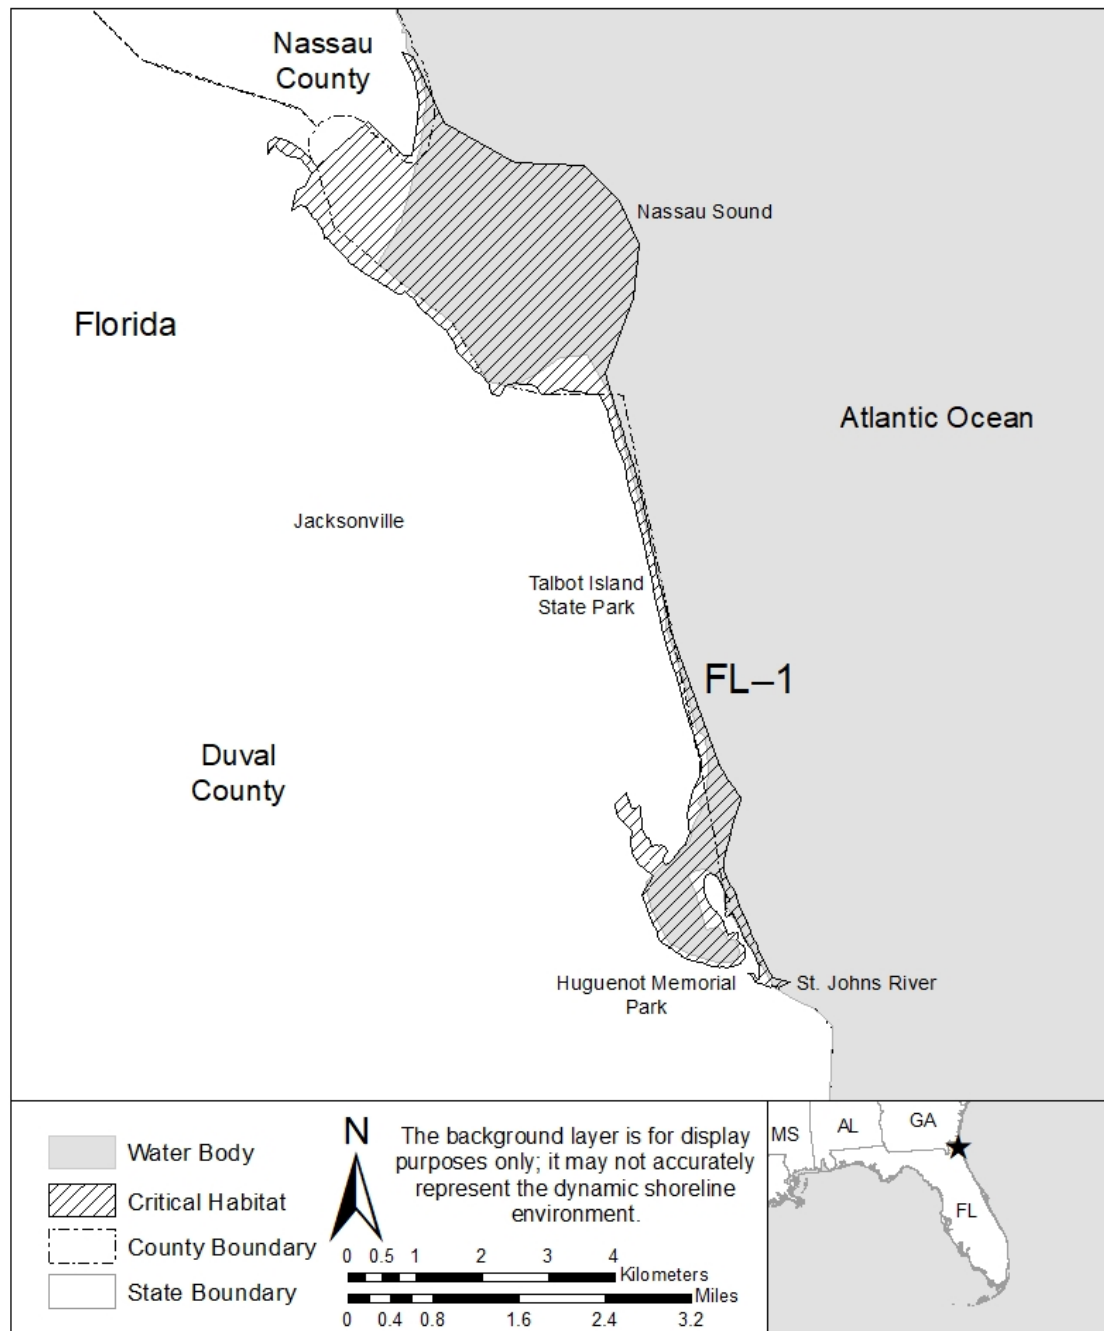 Nassau
County
Nassau Sound
Florida
Atlantic Ocean
Jacksonville
Talbot Island
State Park
FL–1
Duval
County
Huguenot Memorial
Park
St. Johns River
Water Body
Critical Habitat
County Boundary
State Boundary
N
The background layer is for display
purposes only; it may not accurately
represent the dynamic shoreline
environment.
0 0.5 1 2 3 4
Kilometers
Miles
0 0.4 0.8 1.6 2.4 3.2
MS
AL
GA
FL